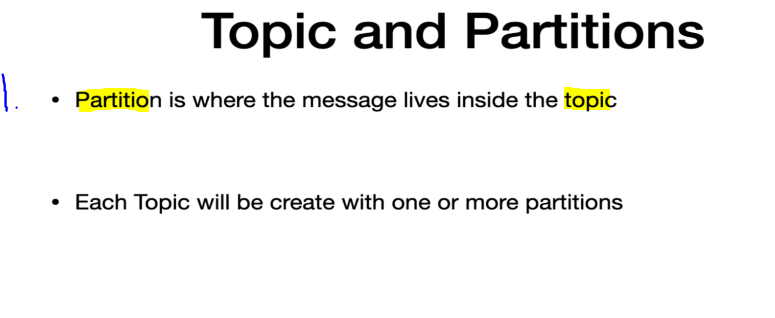 Topic and Partitions
1. • Partition is where the message lives inside the topic
• Each Topic will be create with one or more partitions